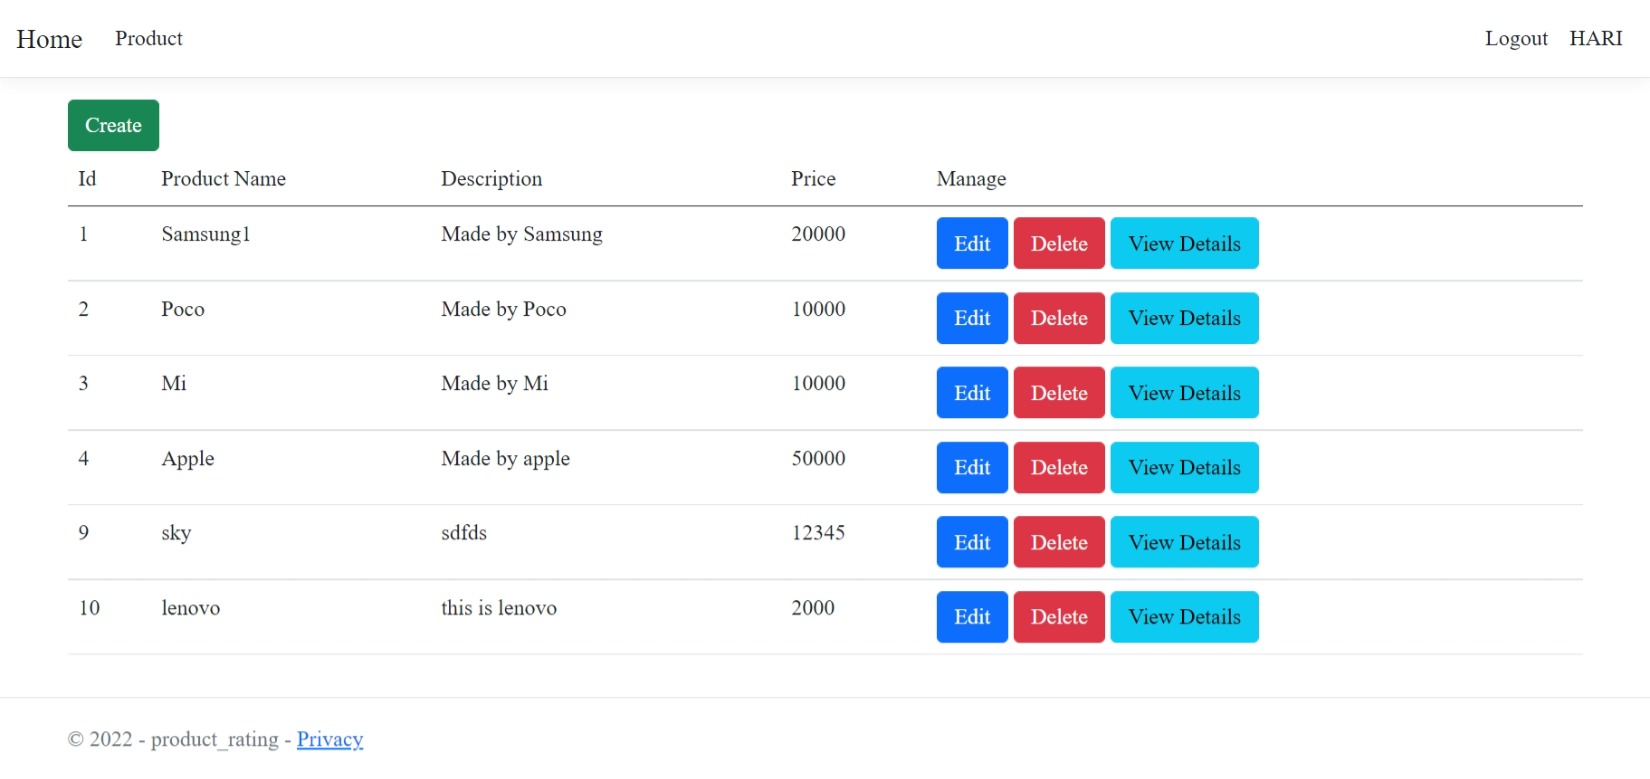 Home Product Logout HARI
Create
Id Product Name Description Price Manage
1 Samsung1 Made by Samsung 20000 Edit Delete View Details
2 Poco Made by Poco 10000 Edit Delete View Details
3 Mi Made by Mi 10000 Edit Delete View Details
4 Apple Made by apple 50000 Edit Delete View Details
9 sky sdfds 12345 Edit Delete View Details
10 lenovo this is lenovo 2000 Edit Delete View Details
© 2022 - product_rating - Privacy